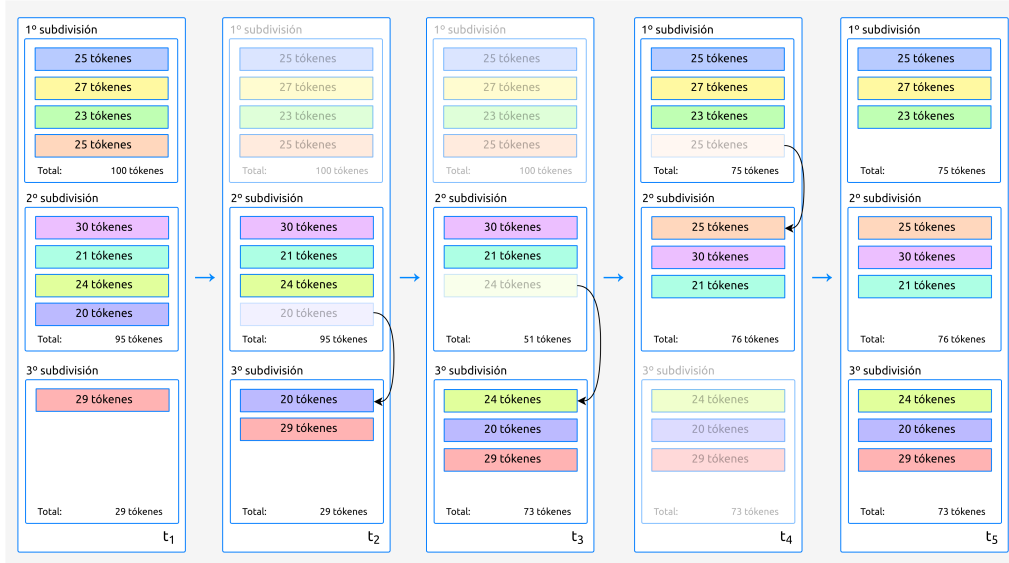 1º subdivisión
25 tókenes
27 tókenes
23 tókenes
25 tókenes
Total: 100 tókenes
2º subdivisión
30 tókenes
21 tókenes
24 tókenes
20 tókenes
Total: 95 tókenes
3º subdivisión
29 tókenes
Total: 29 tókenes
t1
→
1º subdivisión
25 tókenes
27 tókenes
23 tókenes
25 tókenes
Total: 100 tókenes
2º subdivisión
30 tókenes
21 tókenes
24 tókenes
20 tókenes
Total: 95 tókenes
3º subdivisión
20 tókenes
29 tókenes
Total: 29 tókenes
t2
→
1º subdivisión
25 tókenes
27 tókenes
23 tókenes
25 tókenes
Total: 100 tókenes
2º subdivisión
30 tókenes
21 tókenes
24 tókenes
Total: 51 tókenes
3º subdivisión
24 tókenes
20 tókenes
29 tókenes
Total: 73 tókenes
t3
→
1º subdivisión
25 tókenes
27 tókenes
23 tókenes
25 tókenes
Total: 75 tókenes
2º subdivisión
25 tókenes
30 tókenes
21 tókenes
Total: 76 tókenes
3º subdivisión
24 tókenes
20 tókenes
29 tókenes
Total: 73 tókenes
t4
→
1º subdivisión
25 tókenes
27 tókenes
23 tókenes
Total: 75 tókenes
2º subdivisión
25 tókenes
30 tókenes
21 tókenes
Total: 76 tókenes
3º subdivisión
24 tókenes
20 tókenes
29 tókenes
Total: 73 tókenes
t5